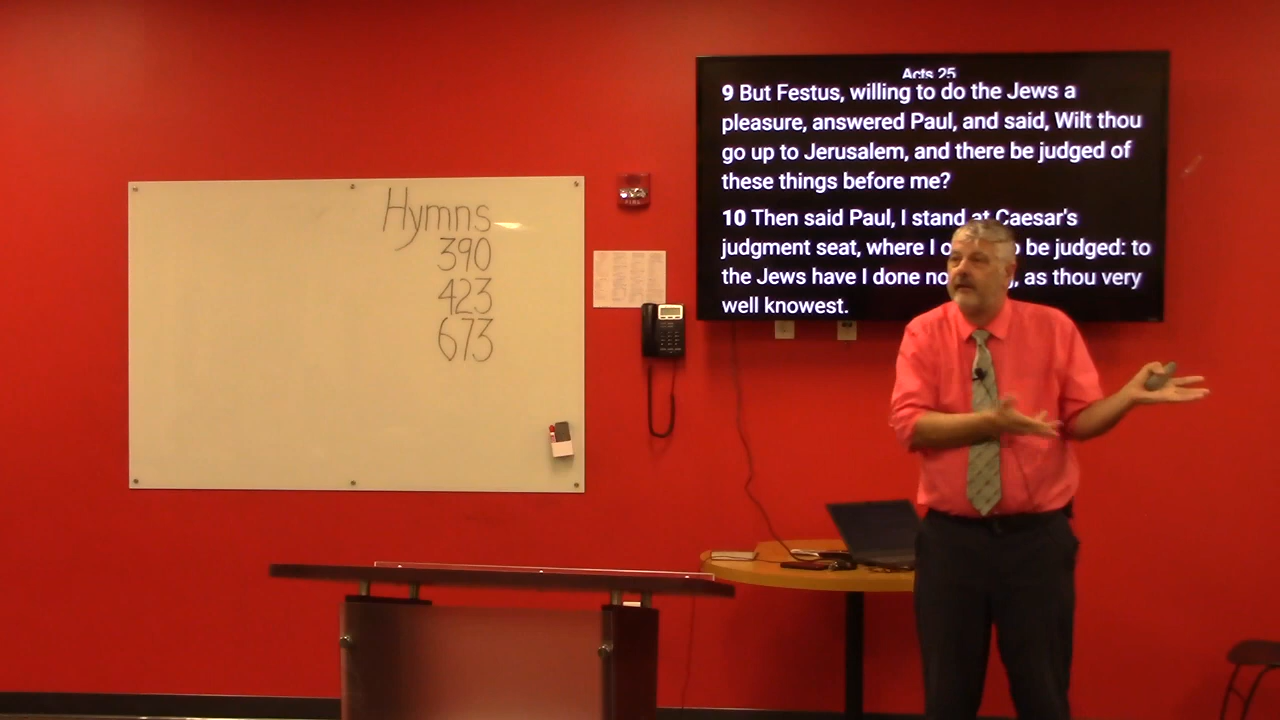 Hymns
390
423
673
FIRE
Acts 25
9 But Festus, willing to do the Jews a
pleasure, answered Paul, and said, Wilt thou
go up to Jerusalem, and there be judged of
these things before me?
10 Then said Paul, I stand at Caesar's
judgment seat, where I o be judged: to
the Jews have I done no , as thou very
well knowest.